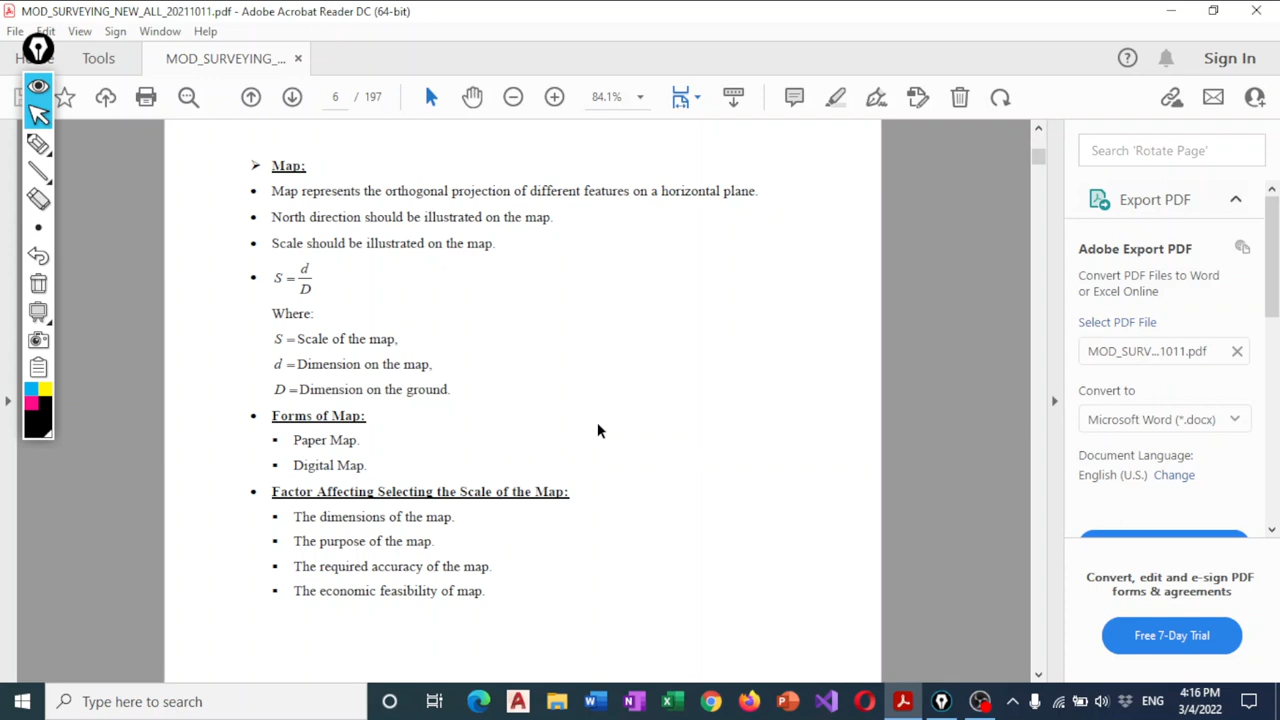 MOD_SURVEYING_NEW_ALL_20211011.pdf - Adobe Acrobat Reader DC (64-bit)
File Edit View Sign Window Help
Tools
MOD_SURVEYING_...
Sign In
6 / 197
84.1%
Map:
Map represents the orthogonal projection of different features on a horizontal plane.
North direction should be illustrated on the map.
Scale should be illustrated on the map.
S = d/D
Where:
S = Scale of the map,
d = Dimension on the map,
D = Dimension on the ground.
Forms of Map:
Paper Map.
Digital Map.
Factor Affecting Selecting the Scale of the Map:
The dimensions of the map.
The purpose of the map.
The required accuracy of the map.
The economic feasibility of map.
Search 'Rotate Page'
Export PDF
Adobe Export PDF
Convert PDF Files to Word
or Excel Online
Select PDF File
MOD_SURV...1011.pdf
Convert to
Microsoft Word (*.docx)
Document Language:
English (U.S.) Change
Convert, edit and e-sign PDF
forms & agreements
Free 7-Day Trial
Type here to search
ENG
4:16 PM
3/4/2022